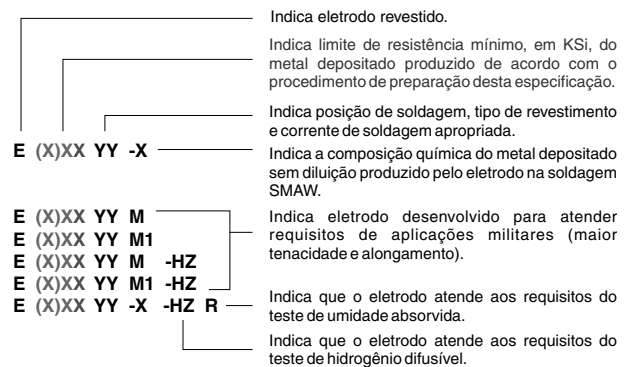 Indica eletrodo revestido.
Indica limite de resistência mínimo, em KSi, do
metal depositado produzido de acordo com o
procedimento de preparação desta especificação.
Indica posição de soldagem, tipo de revestimento
e corrente de soldagem apropriada.
E (X)XX YY -X
Indica a composição química do metal depositado
sem diluição produzido pelo eletrodo na soldagem
SMAW.
E (X)XX YY M
E (X)XX YY M1
E (X)XX YY M -HZ
E (X)XX YY M1 -HZ
E (X)XX YY -X -HZ R
Indica eletrodo desenvolvido para atender
requisitos de aplicações militares (maior
tenacidade e alongamento).
Indica que o eletrodo atende aos requisitos do
teste de umidade absorvida.
Indica que o eletrodo atende aos requisitos do
teste de hidrogênio difusível.